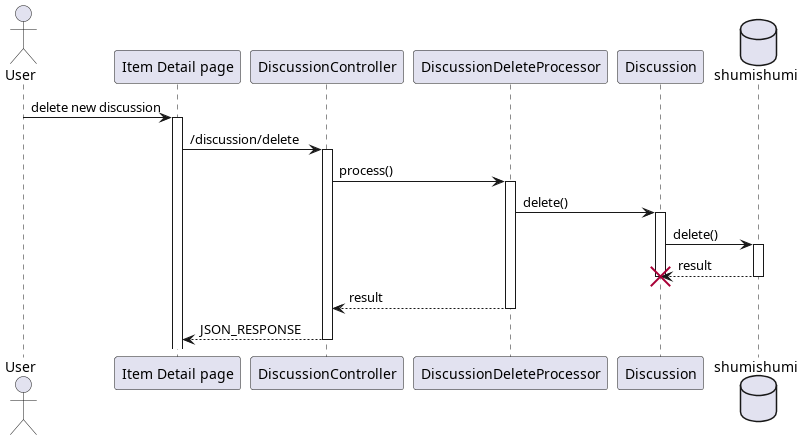 User
Item Detail page
DiscussionController
DiscussionDeleteProcessor
Discussion
shumishumi
delete new discussion
/discussion/delete
process()
delete()
delete()
result
result
JSON_RESPONSE
User
Item Detail page
DiscussionController
DiscussionDeleteProcessor
Discussion
shumishumi